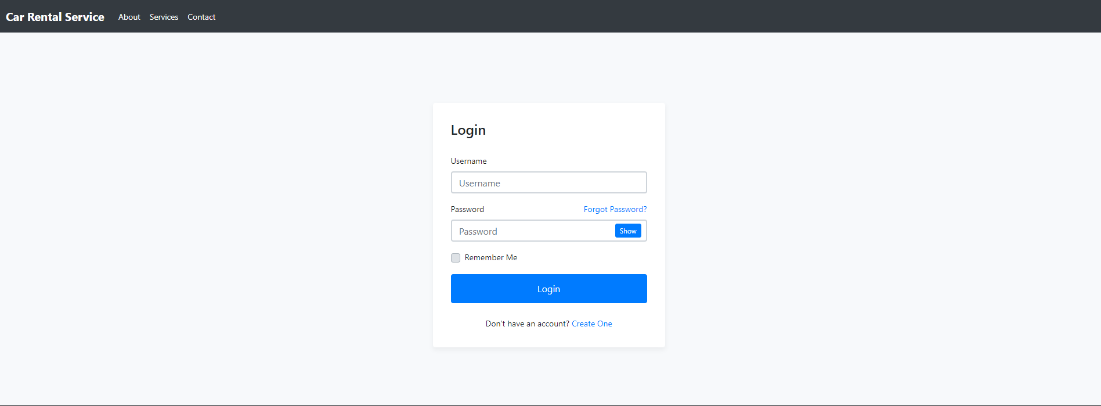 Car Rental Service About Services Contact
Login
Username
Username
Password Forgot Password?
Password Show
Remember Me
Login
Don't have an account? Create One